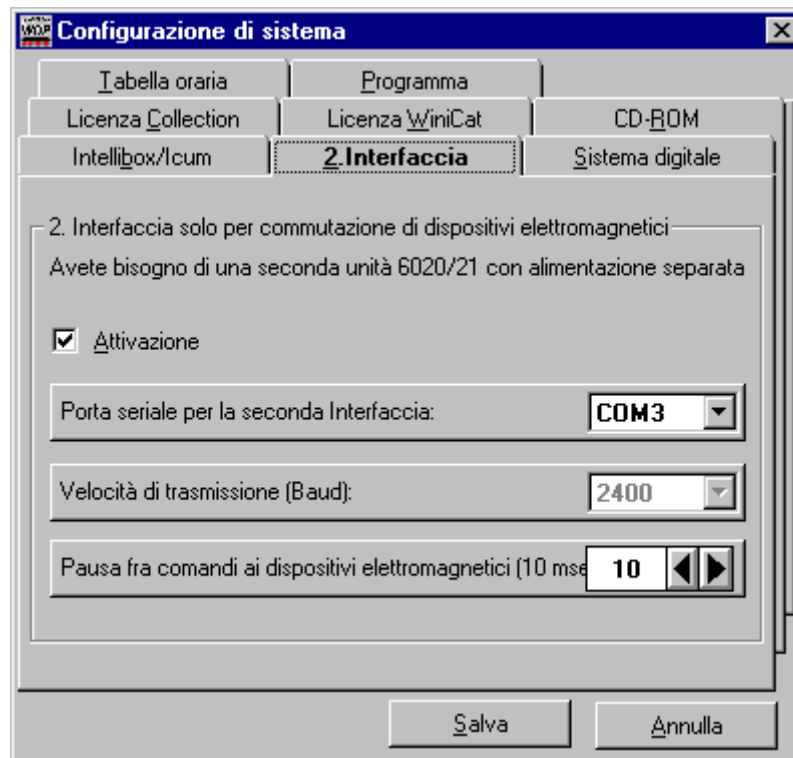 Configurazione di sistema
Tabella oraria Programma
Licenza Collection Licenza WiniCat CD-ROM
Intellibox/Icum 2.Interfaccia Sistema digitale
2. Interfaccia solo per commutazione di dispositivi elettromagnetici
Avete bisogno di una seconda unità 6020/21 con alimentazione separata
Attivazione
Porta seriale per la seconda Interfaccia: COM3
Velocità di trasmissione (Baud): 2400
Pausa fra comandi ai dispositivi elettromagnetici (10 mse 10
Salva Annulla